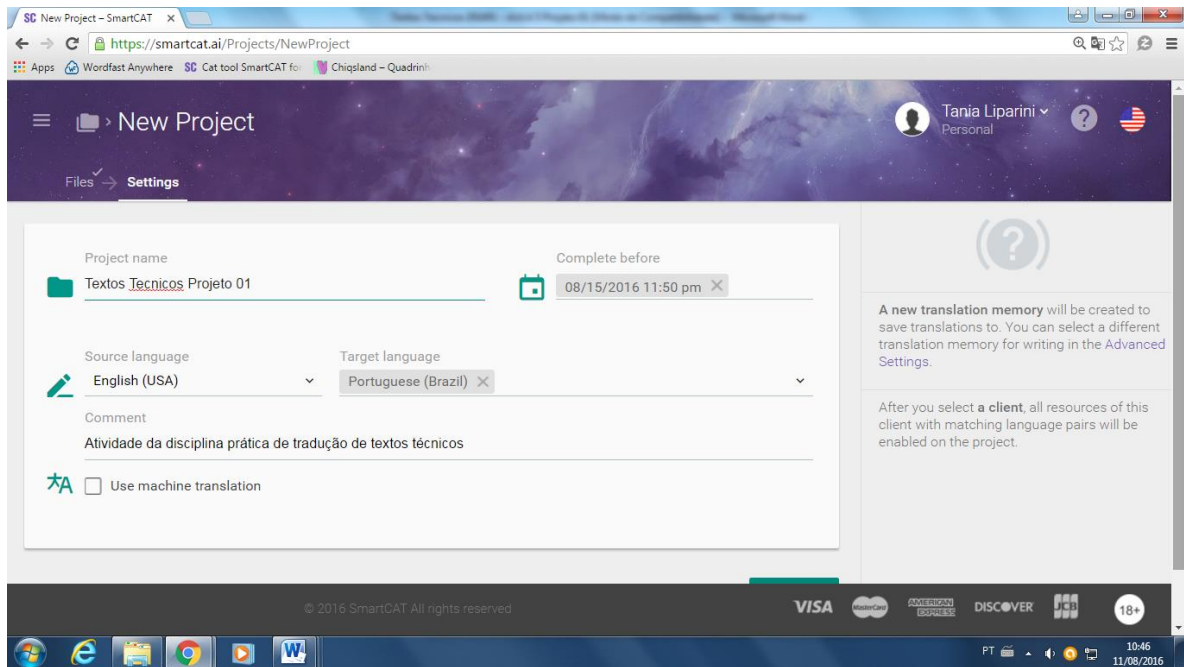 SC New Project – SmartCAT
https://smartcat.ai/Projects/NewProject
Apps Wordfast Anywhere SC Cat tool SmartCAT fo Chiqsland – Quadrinh
New Project
Tania Liparini
Personal
Files → Settings
Project name
Textos Tecnicos Projeto 01
Complete before
08/15/2016 11:50 pm
Source language
English (USA)
Target language
Portuguese (Brazil)
Comment
Atividade da disciplina prática de tradução de textos técnicos
Use machine translation
A new translation memory will be created to
save translations to. You can select a different
translation memory for writing in the Advanced
Settings.
After you select a client, all resources of this
client with matching language pairs will be
enabled on the project.
© 2016 SmartCAT All rights reserved
VISA MasterCard AMERICAN EXPRESS DISCOVER JCB 18+
PT 10:46
11/08/2016